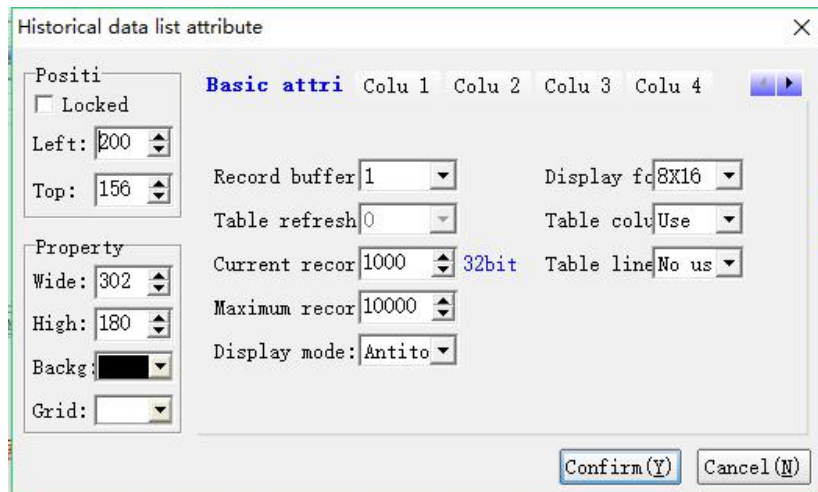 Historical data list attribute
Positi
Locked
Left: 200
Top: 156
Property
Wide: 302
High: 180
Backg:
Grid:
Basic attri Colu 1 Colu 2 Colu 3 Colu 4
Record buffer 1 Display fo 8X16
Table refresh 0 Table colu Use
Current recor 1000 32bit Table line No us
Maximum recor 10000
Display mode: Antito
Confirm(Y) Cancel(N)